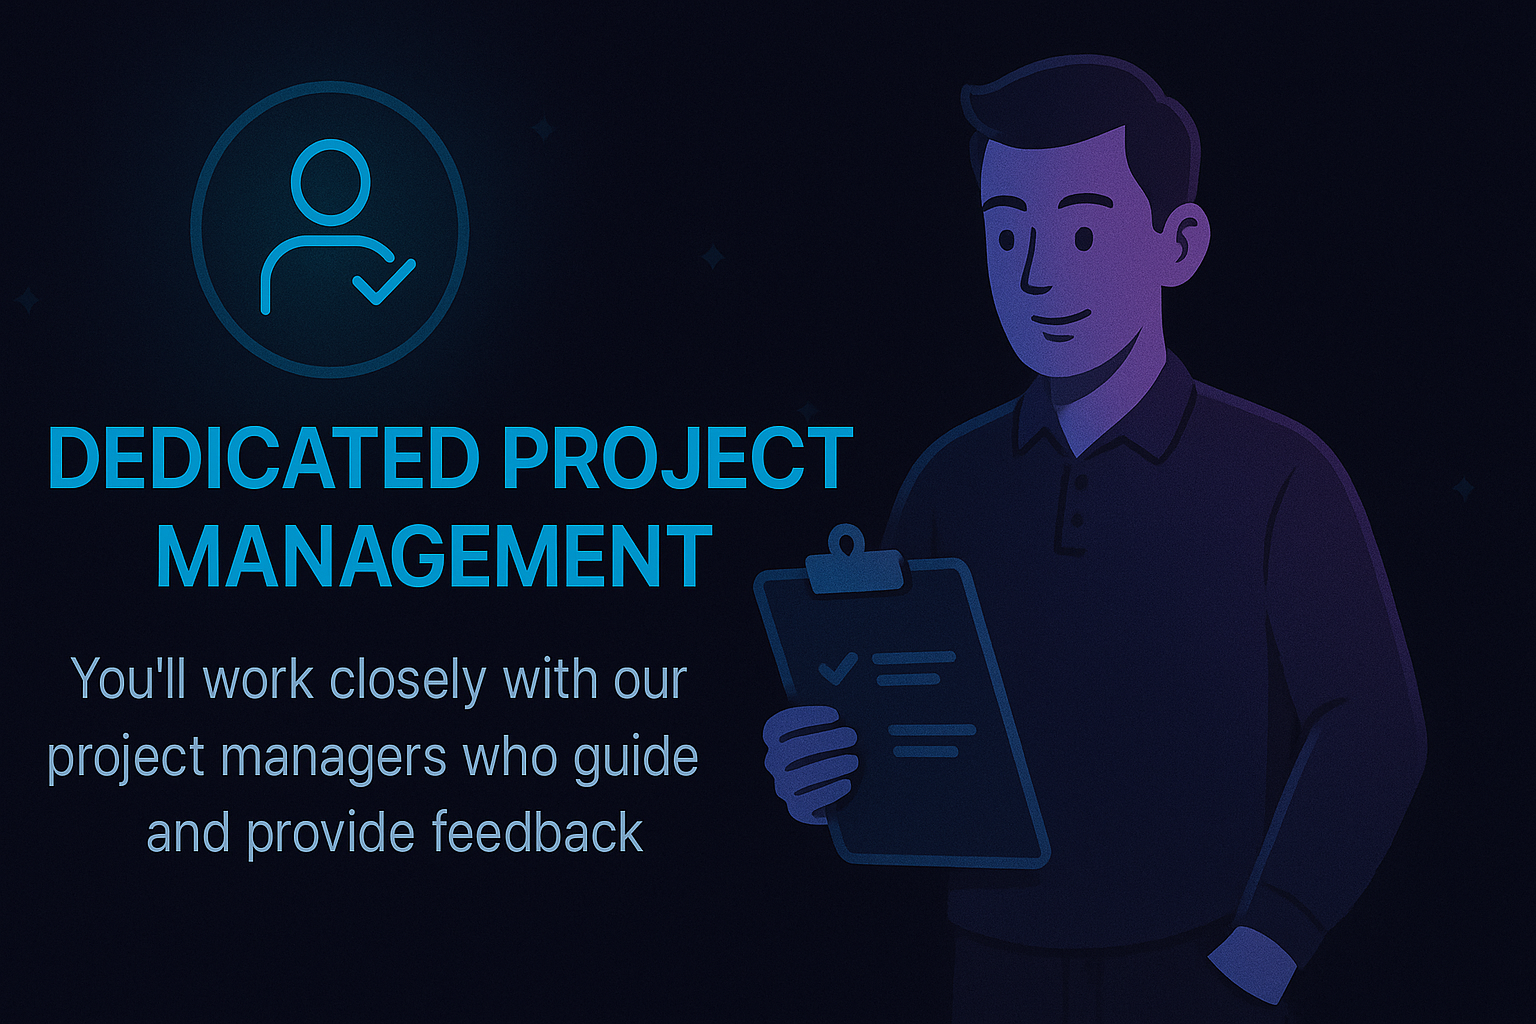 DEDICATED PROJECT
MANAGEMENT
You'll work closely with our
project managers who guide
and provide feedback